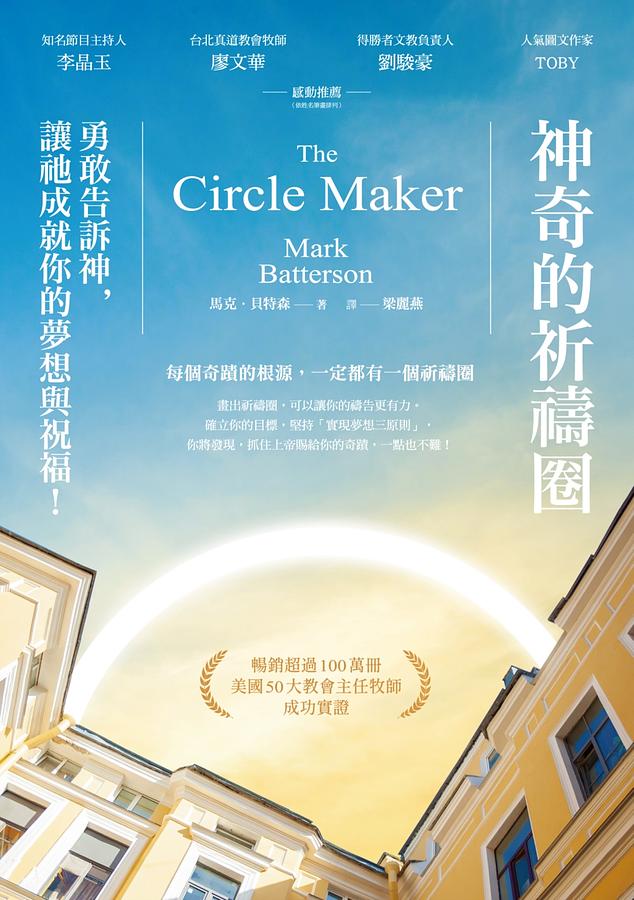 知名節目主持人
李晶玉
台北真道教會牧師
廖文華
得勝者文教負責人
劉駿豪
人氣圖文作家
TOBY
感動推薦
（依姓名筆畫排列）
神奇的祈禱圈
The
Circle Maker
Mark
Batterson
馬克・貝特森 — 著 譯 — 梁麗燕
勇敢告訴神，
讓祂成就你的夢想與祝福！
每個奇蹟的根源，一定都有一個祈禱圈
畫出祈禱圈，可以讓你的禱告更有力。
確立你的目標，堅持「實現夢想三原則」，
你將發現，抓住上帝賜給你的奇蹟，一點也不難！
暢銷超過100萬冊
美國50大教會主任牧師
成功實證